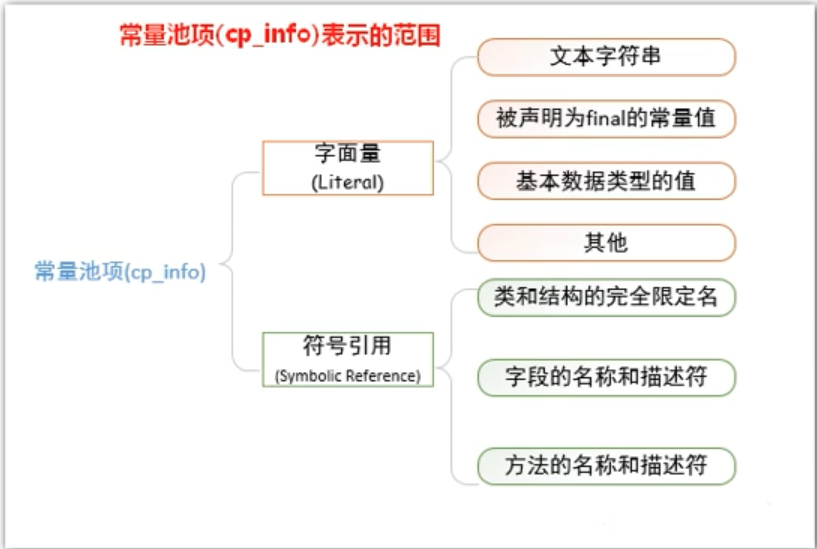 常量池项(cp_info)表示的范围
文本字符串
被声明为final的常量值
字面量
(Literal)
基本数据类型的值
其他
常量池项(cp_info)
类和结构的完全限定名
符号引用
(Symbolic Reference)
字段的名称和描述符
方法的名称和描述符